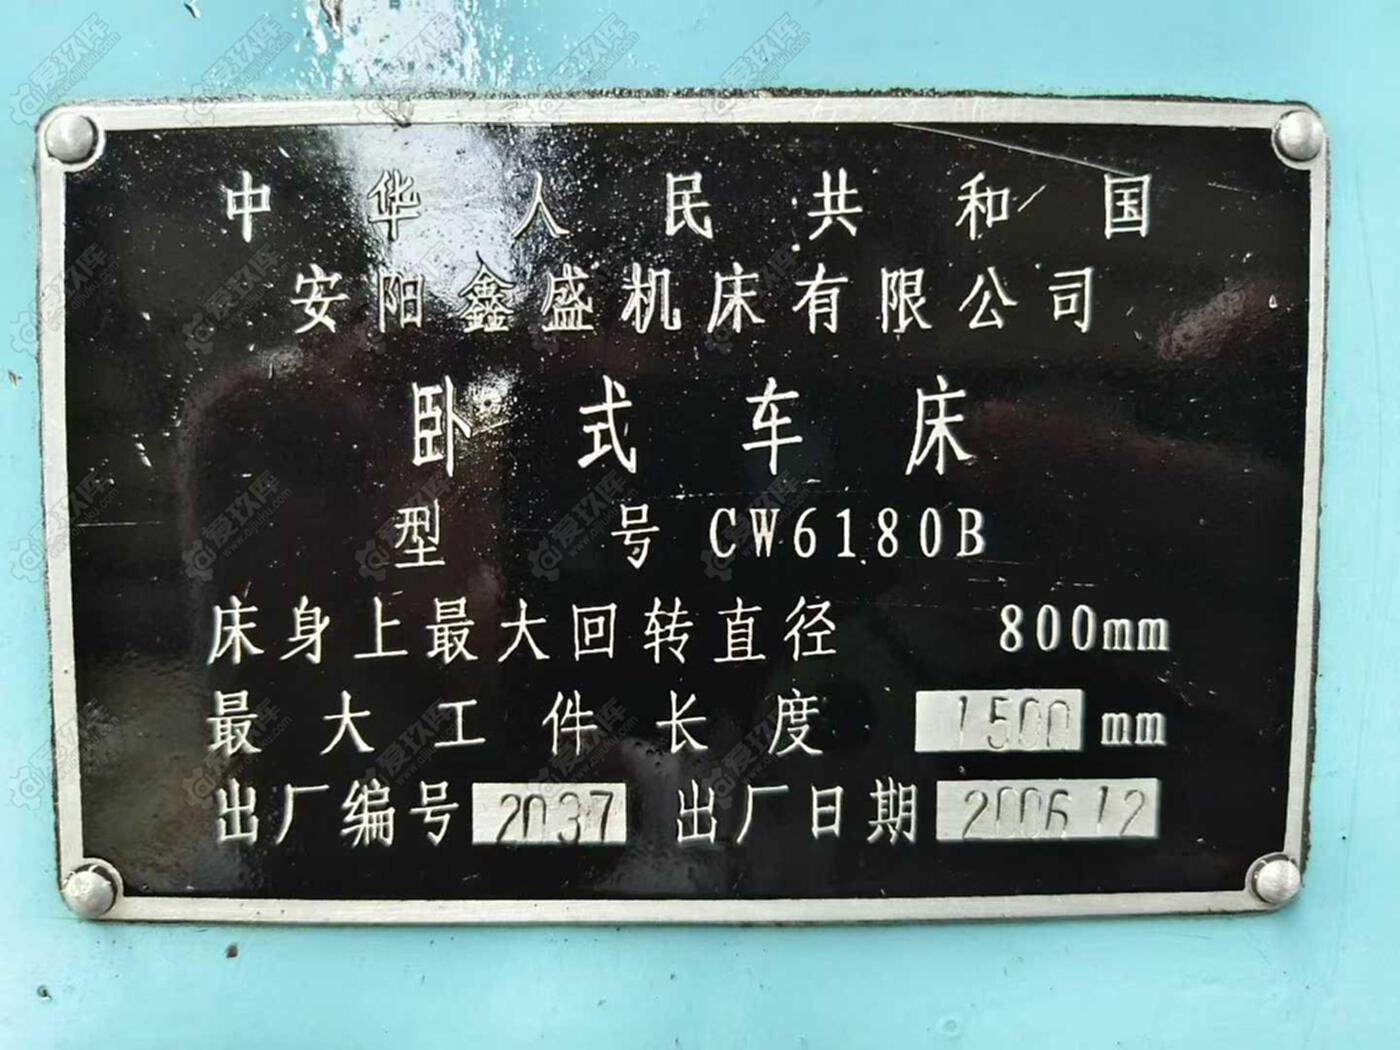 中华人民共和国
安阳鑫盛机床有限公司
卧式车床
型号 CW6180B
床身上最大回转直径 800mm
最大工件长度 1500 mm
出厂编号 2037 出厂日期 2006 12